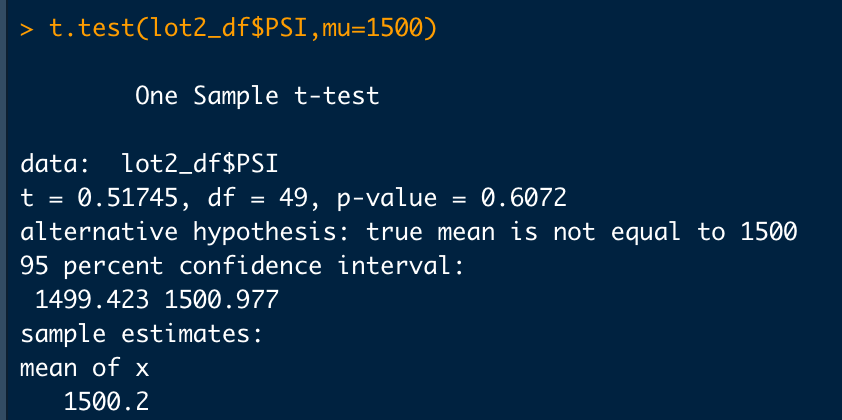 > t.test(lot2_df$PSI,mu=1500)
One Sample t-test
data:  lot2_df$PSI
t = 0.51745, df = 49, p-value = 0.6072
alternative hypothesis: true mean is not equal to 1500
95 percent confidence interval:
 1499.423 1500.977
sample estimates:
mean of x
   1500.2